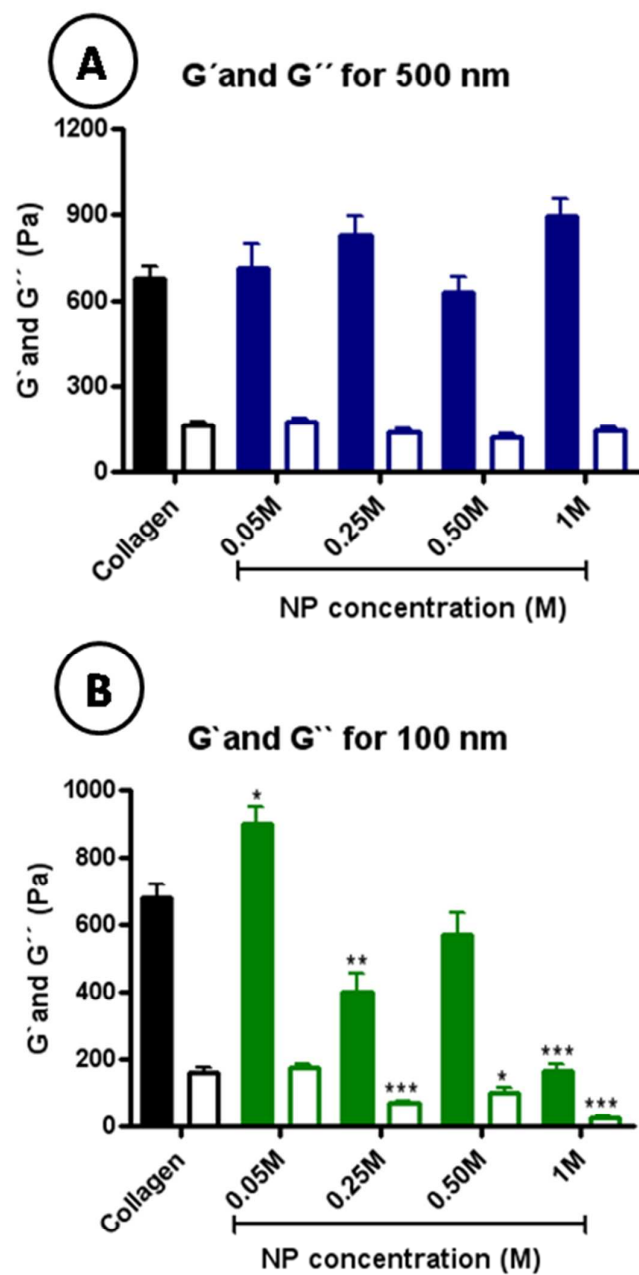 A
G´and G´´ for 500 nm
1200
900
600
300
0
G`and G´´ (Pa)
Collagen
0.05M
0.25M
0.50M
1M
NP concentration (M)
B
G`and G`` for 100 nm
1000
800
600
400
200
0
G`and G´´ (Pa)
*
**
***
*
***
***
Collagen
0.05M
0.25M
0.50M
1M
NP concentration (M)